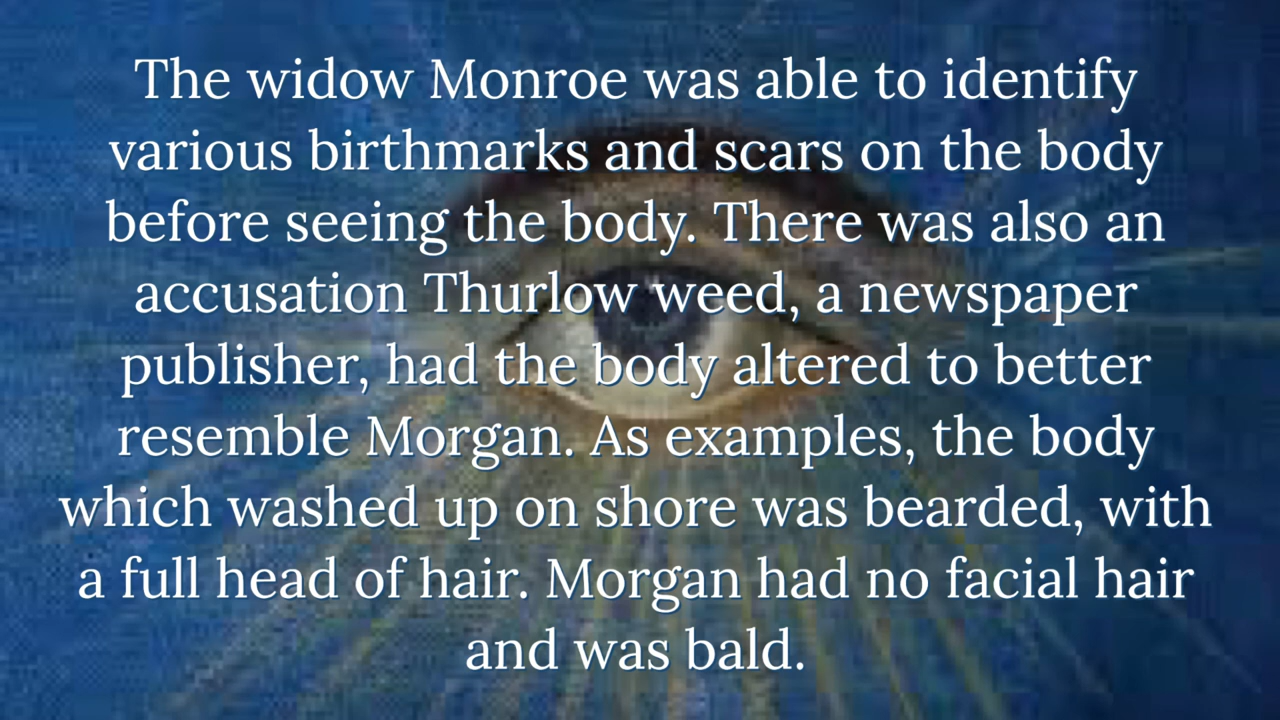 The widow Monroe was able to identify
various birthmarks and scars on the body
before seeing the body. There was also an
accusation Thurlow weed, a newspaper
publisher, had the body altered to better
resemble Morgan. As examples, the body
which washed up on shore was bearded, with
a full head of hair. Morgan had no facial hair
and was bald.